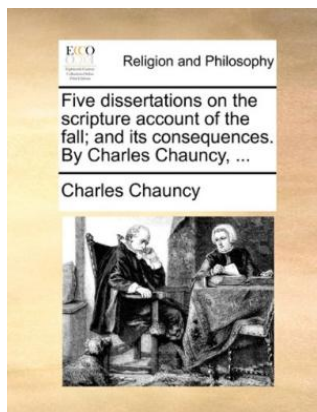 ECCO
Religion and Philosophy
Five dissertations on the
scripture account of the
fall; and its consequences.
By Charles Chauncy, ...
Charles Chauncy